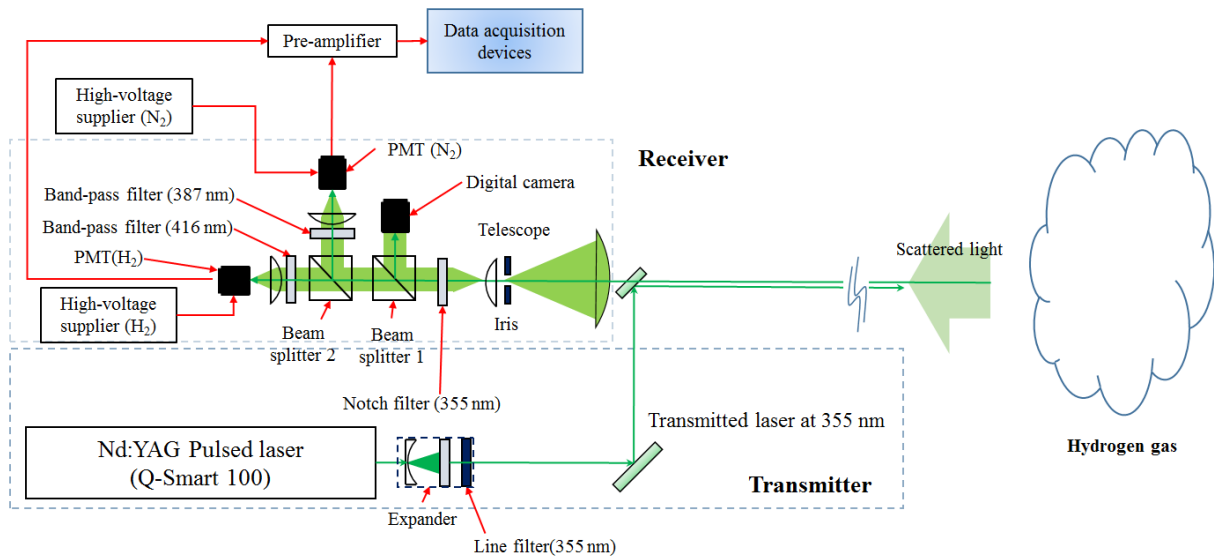 Pre-amplifier
Data acquisition
devices
High-voltage
supplier (N₂)
PMT (N₂)
Receiver
Digital camera
Band-pass filter (387 nm)
Band-pass filter (416 nm)
Telescope
PMT(H₂)
Scattered light
High-voltage
supplier (H₂)
Iris
Beam
splitter 2
Beam
splitter 1
Notch filter (355 nm)
Transmitted laser at 355 nm
Hydrogen gas
Nd:YAG Pulsed laser
(Q-Smart 100)
Transmitter
Expander
Line filter(355 nm)